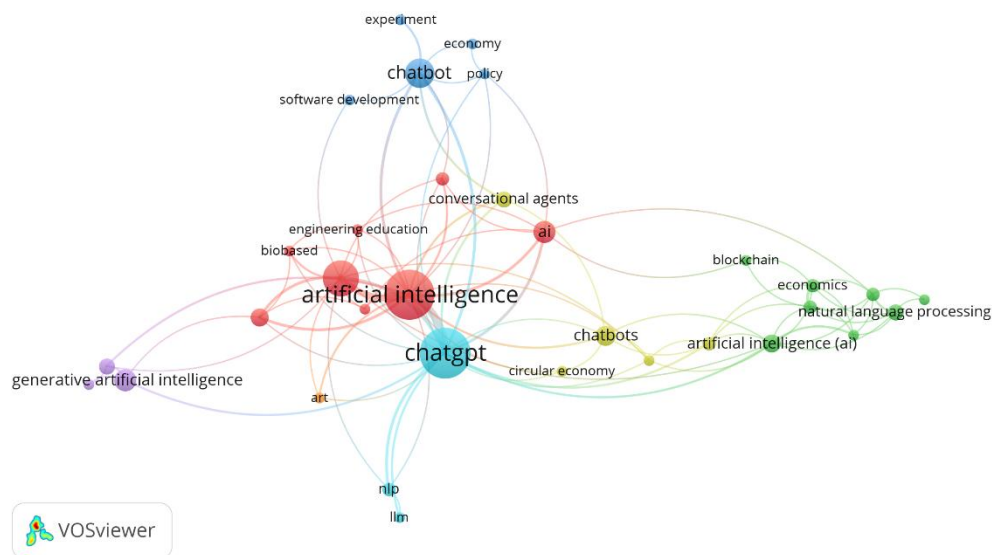 experiment
economy
chatbot
policy
software development
conversational agents
engineering education
ai
biobased
blockchain
economics
artificial intelligence
natural language processing
chatbots
artificial intelligence (ai)
chatgpt
circular economy
generative artificial intelligence
art
nlp
llm
VOSviewer